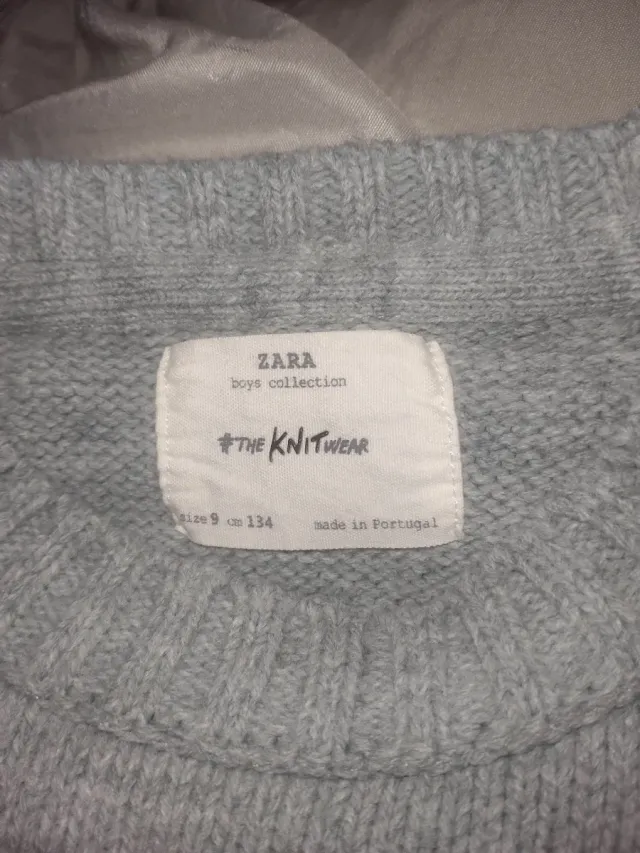 ZARA
boys collection
#THE KNITWEAR
size 9 cm 134 made in Portugal